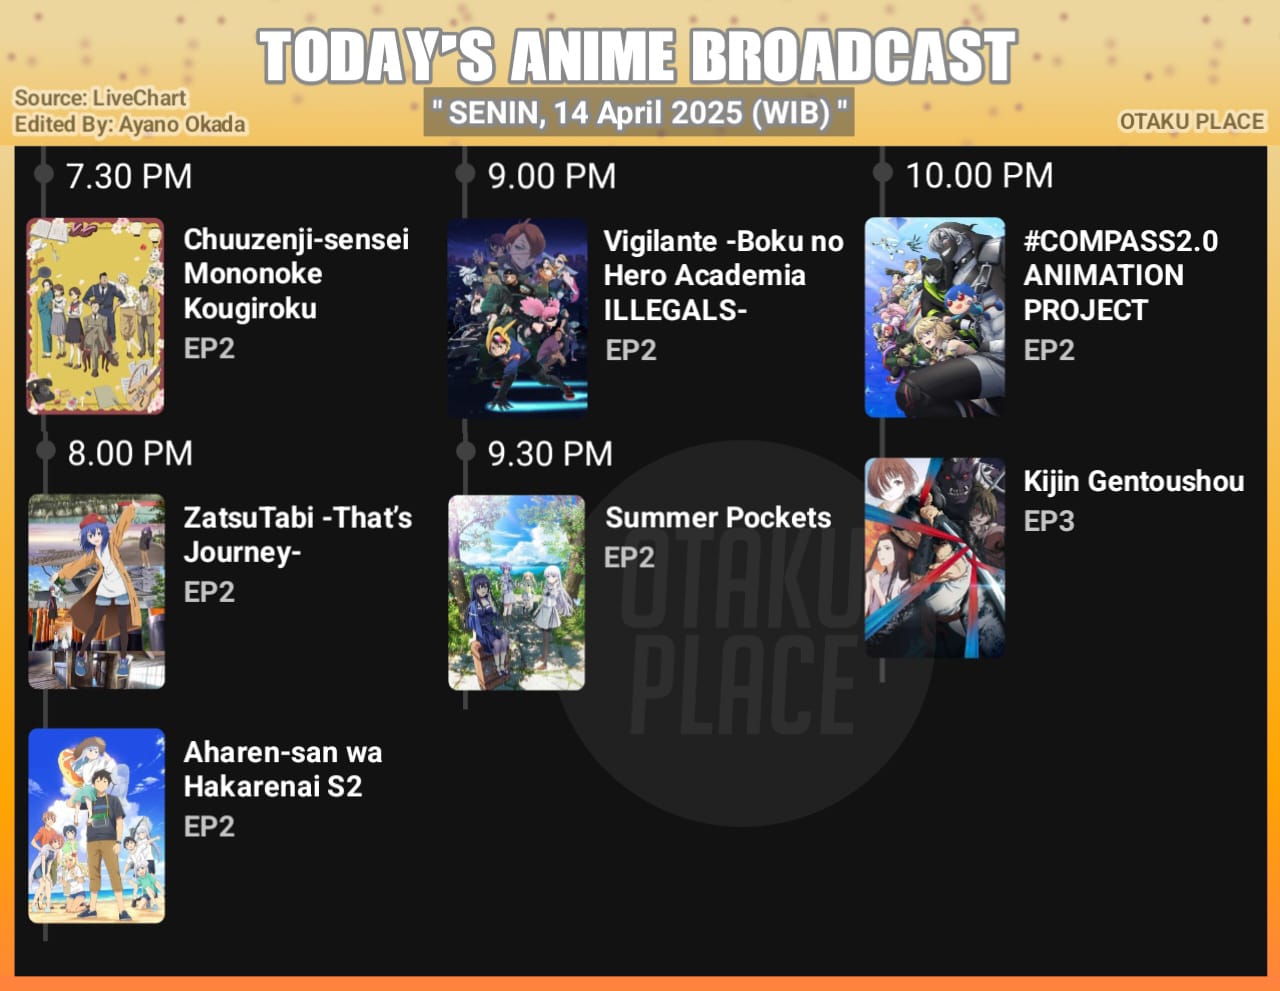 TODAY'S ANIME BROADCAST
Source: LiveChart
Edited By: Ayano Okada
" SENIN, 14 April 2025 (WIB) "
OTAKU PLACE
7.30 PM
Chuuzenji-sensei
Mononoke
Kougiroku
EP2
8.00 PM
ZatsuTabi -That’s
Journey-
EP2
Aharen-san wa
Hakarenai S2
EP2
9.00 PM
Vigilante -Boku no
Hero Academia
ILLEGALS-
EP2
9.30 PM
Summer Pockets
EP2
10.00 PM
#COMPASS2.0
ANIMATION
PROJECT
EP2
Kijin Gentoushou
EP3
OTAKU
PLACE